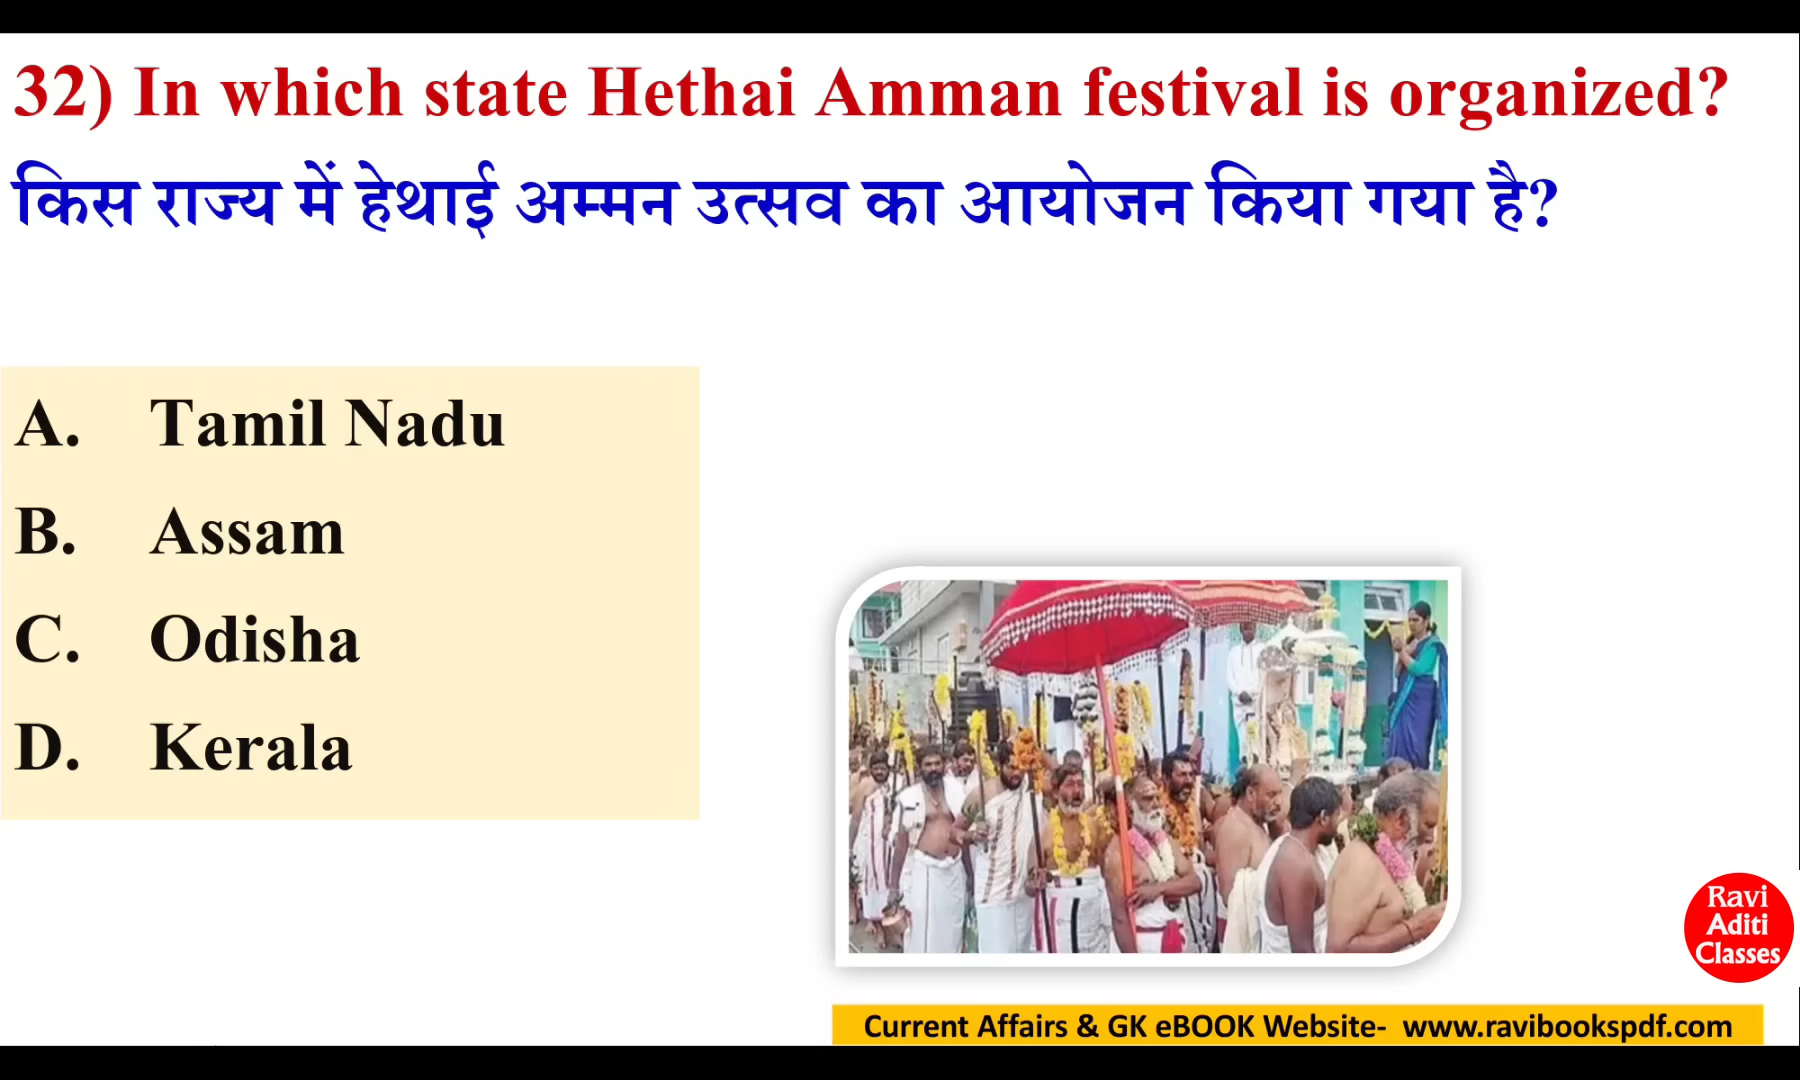 32) In which state Hethai Amman festival is organized?
किस राज्य में हेथाई अम्मन उत्सव का आयोजन किया गया है?
A. Tamil Nadu
B. Assam
C. Odisha
D. Kerala
Ravi
Aditi
Classes
Current Affairs & GK eBOOK Website- www.ravibookspdf.com